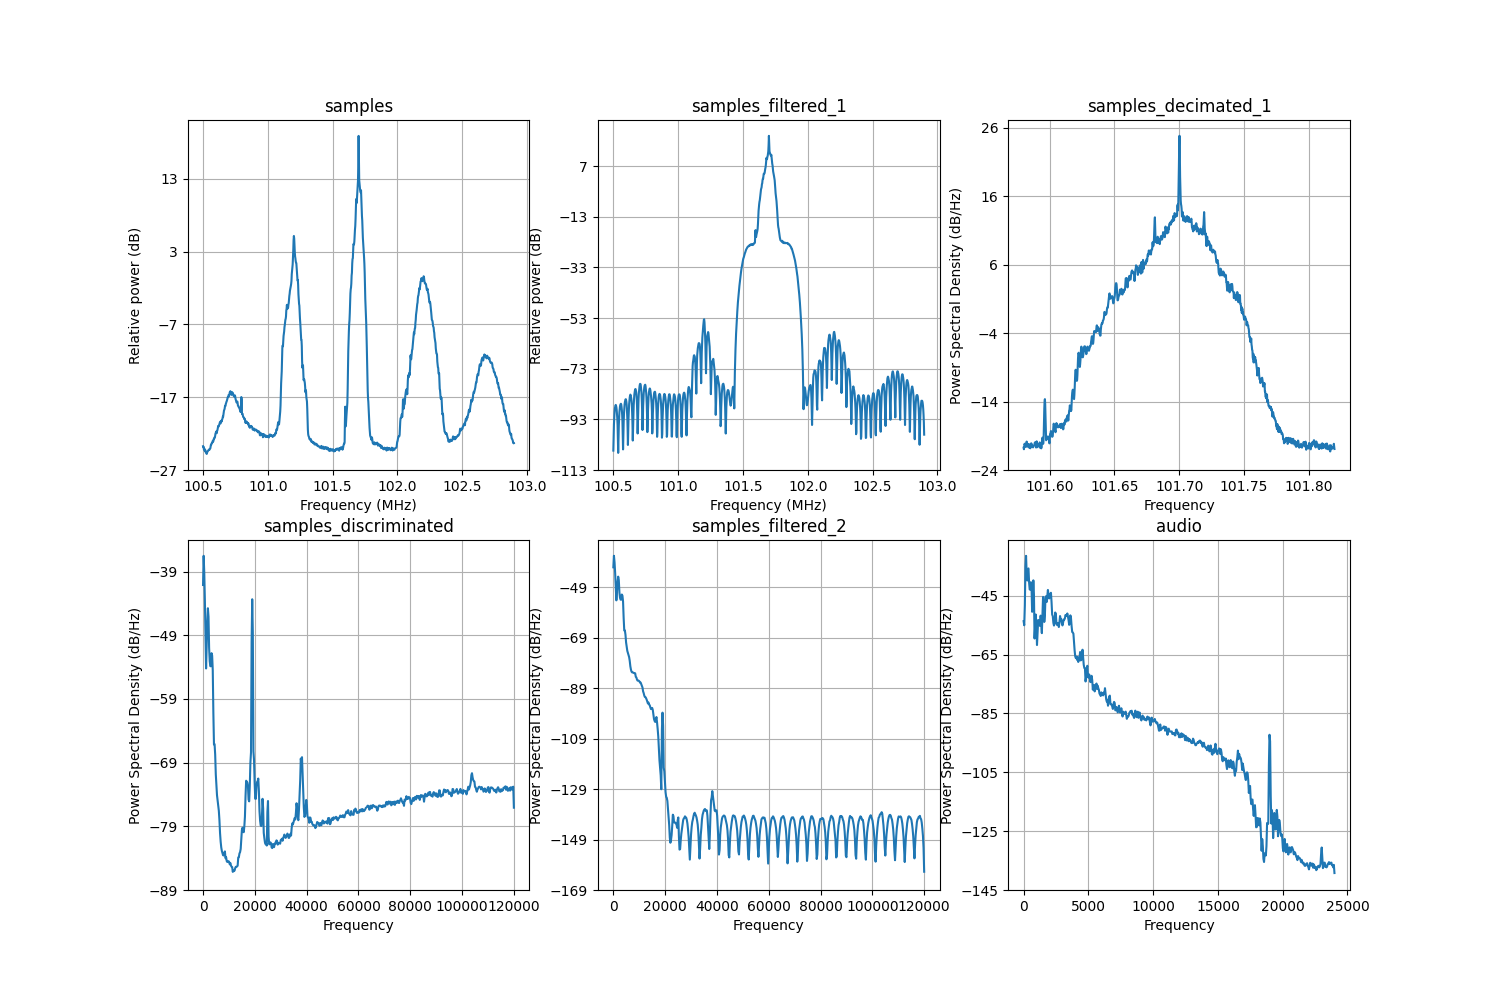 samples
Relative power (dB)
13
3
−7
−17
−27
100.5 101.0 101.5 102.0 102.5 103.0
Frequency (MHz)
samples_filtered_1
Relative power (dB)
7
−13
−33
−53
−73
−93
−113
100.5 101.0 101.5 102.0 102.5 103.0
Frequency (MHz)
samples_decimated_1
Power Spectral Density (dB/Hz)
26
16
6
−4
−14
−24
101.60 101.65 101.70 101.75 101.80
Frequency
samples_discriminated
Power Spectral Density (dB/Hz)
−39
−49
−59
−69
−79
−89
0 20000 40000 60000 80000 100000 120000
Frequency
samples_filtered_2
Power Spectral Density (dB/Hz)
−49
−69
−89
−109
−129
−149
−169
0 20000 40000 60000 80000 100000 120000
Frequency
audio
Power Spectral Density (dB/Hz)
−45
−65
−85
−105
−125
−145
0 5000 10000 15000 20000 25000
Frequency